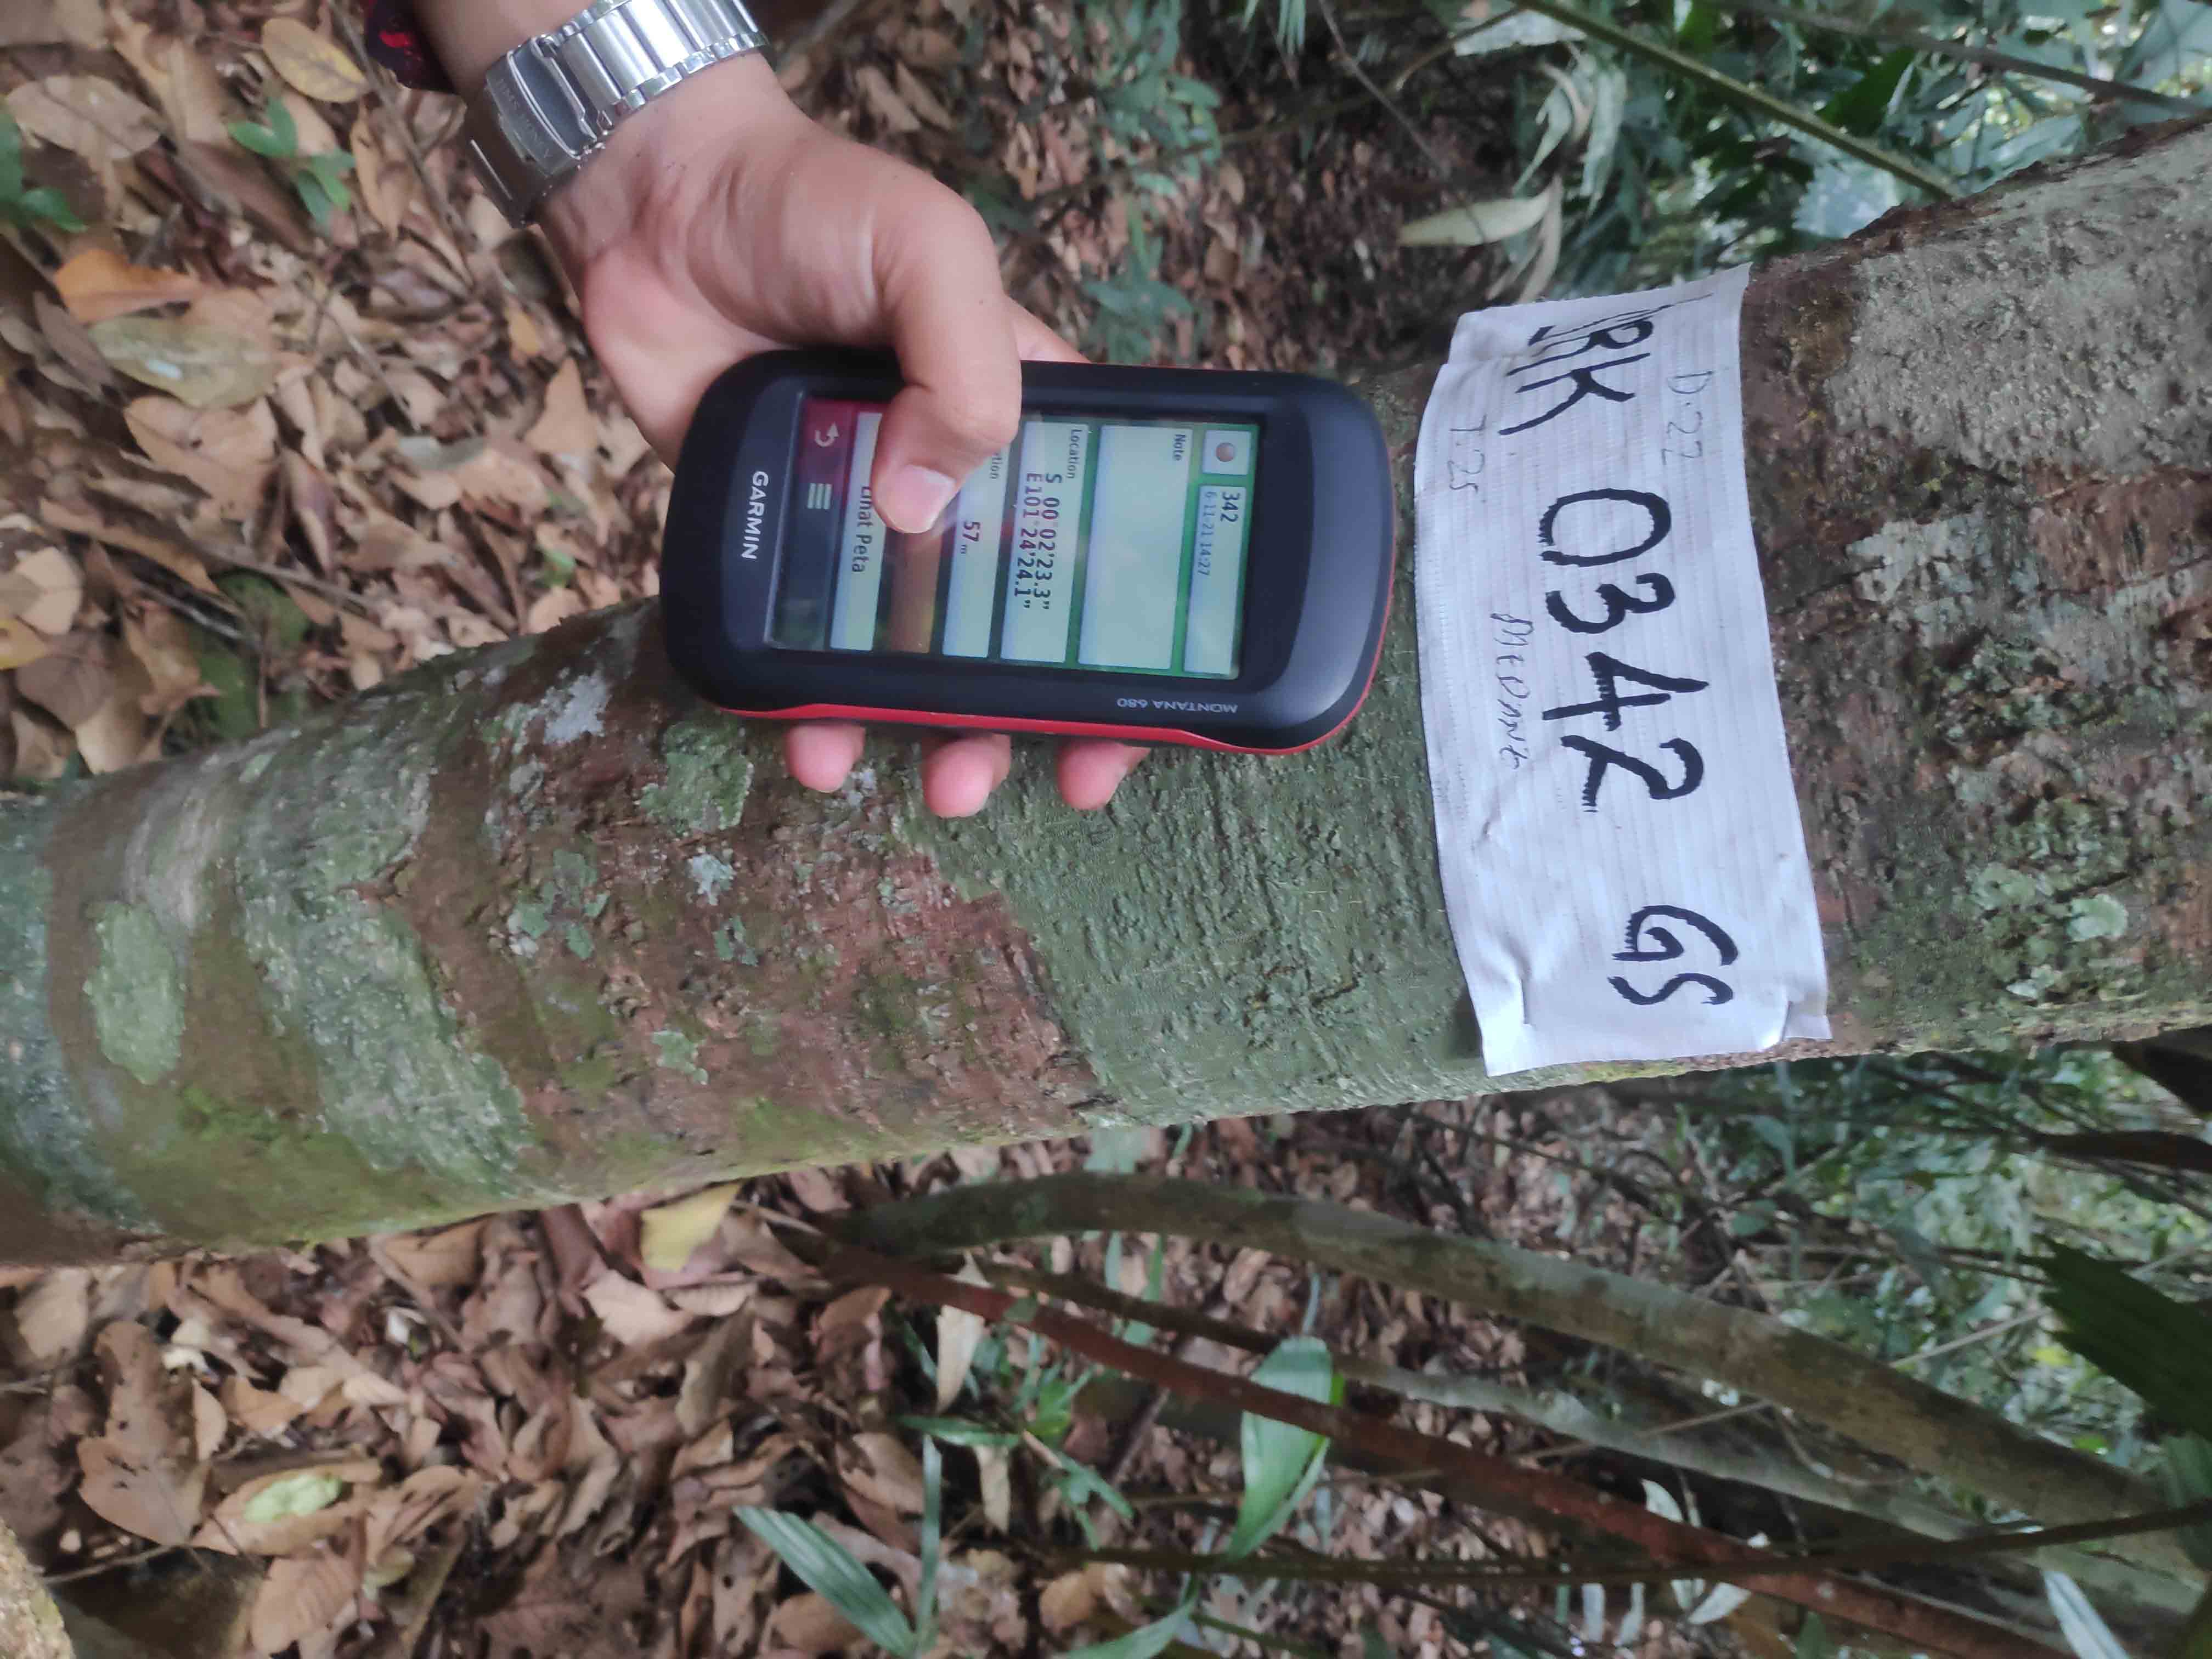 342
6-11-21 14:27
Note
Location
S 00°02'23.3"
E101°24'24.1"
57 m
Peta
GARMIN
MONTANA 680
D.22
RK 0342 GS
T.25